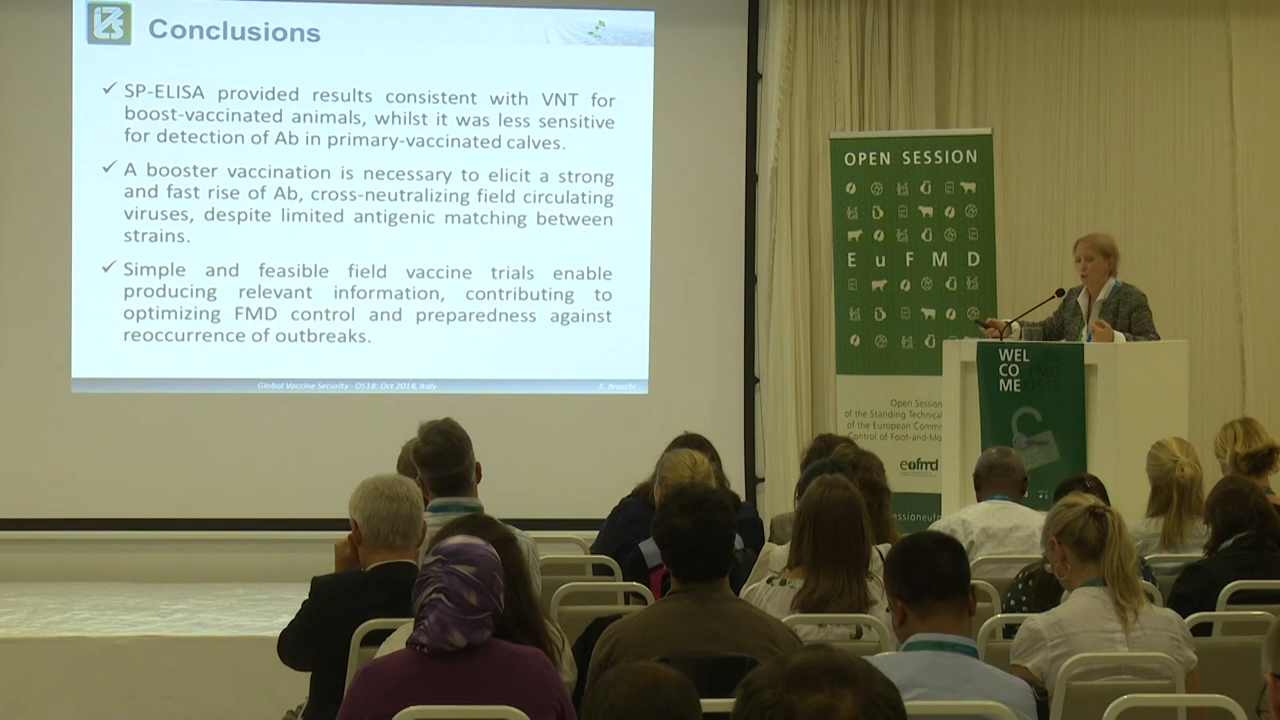 Conclusions
✓ SP-ELISA provided results consistent with VNT for
boost-vaccinated animals, whilst it was less sensitive
for detection of Ab in primary-vaccinated calves.
✓ A booster vaccination is necessary to elicit a strong
and fast rise of Ab, cross-neutralizing field circulating
viruses, despite limited antigenic matching between
strains.
✓ Simple and feasible field vaccine trials enable
producing relevant information, contributing to
optimizing FMD control and preparedness against
reoccurrence of outbreaks.
Global Vaccine Security - OS18: Oct 2018, Italy
E. Brocchi
OPEN SESSION
EuFMD
Open Session
of the Standing Technical
of the European Commi
Control of Foot-and-Mo
eofmd
WEL
CO
ME